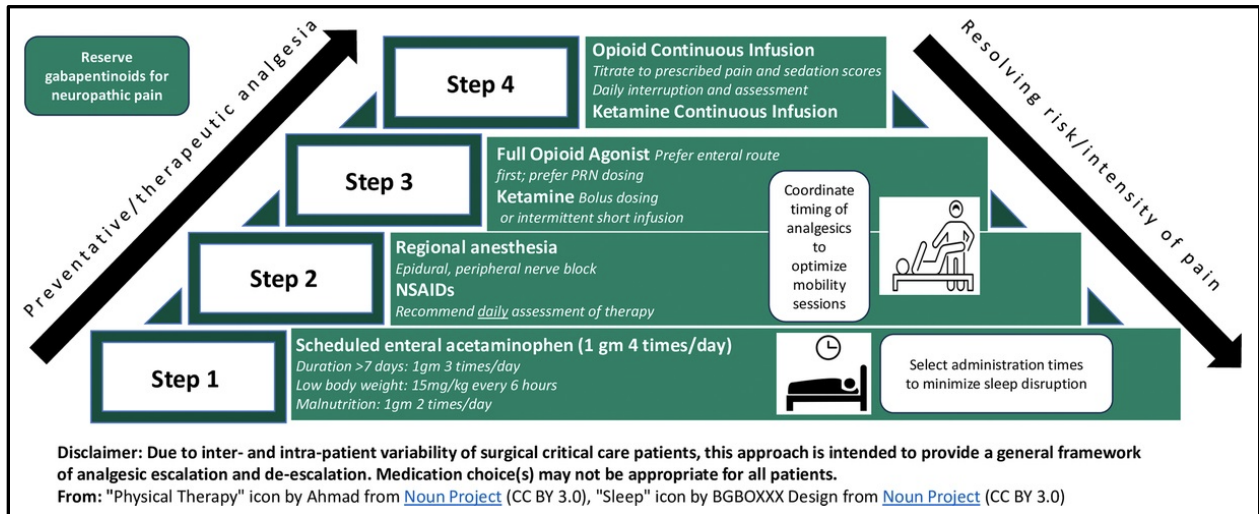 Reserve
gabapentinoids for
neuropathic pain
Preventative/therapeutic analgesia
Resolving risk/intensity of pain
Step 4
Opioid Continuous Infusion
Titrate to prescribed pain and sedation scores
Daily interruption and assessment
Ketamine Continuous Infusion
Step 3
Full Opioid Agonist Prefer enteral route
first; prefer PRN dosing
Ketamine Bolus dosing
or intermittent short infusion
Coordinate
timing of
analgesics
to
optimize
mobility
sessions
Step 2
Regional anesthesia
Epidural, peripheral nerve block
NSAIDs
Recommend daily assessment of therapy
Step 1
Scheduled enteral acetaminophen (1 gm 4 times/day)
Duration >7 days: 1gm 3 times/day
Low body weight: 15mg/kg every 6 hours
Malnutrition: 1gm 2 times/day
Select administration times
to minimize sleep disruption
Disclaimer: Due to inter- and intra-patient variability of surgical critical care patients, this approach is intended to provide a general framework
of analgesic escalation and de-escalation. Medication choice(s) may not be appropriate for all patients.
From: "Physical Therapy" icon by Ahmad from Noun Project (CC BY 3.0), "Sleep" icon by BGBOXXX Design from Noun Project (CC BY 3.0)